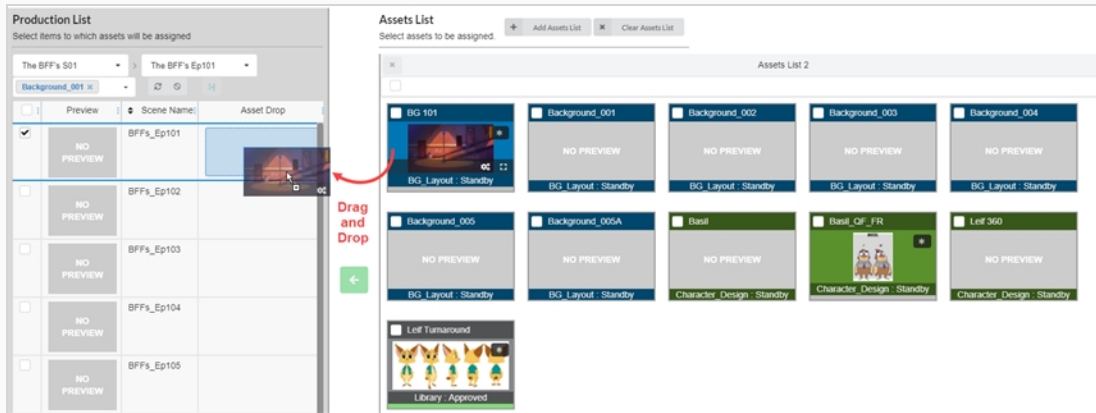 Production List
Select items to which assets will be assigned
The BFF's S01
>
The BFF's Ep101
Background_001 ×
Preview
Scene Name
Asset Drop
NO PREVIEW
BFFs_Ep101
NO PREVIEW
BFFs_Ep102
NO PREVIEW
BFFs_Ep103
NO PREVIEW
BFFs_Ep104
NO PREVIEW
BFFs_Ep105
Drag
and
Drop
Assets List
Select assets to be assigned.
+ Add Assets List
× Clear Assets List
× Assets List 2
BG 101
BG_Layout : Standby
Background_001
NO PREVIEW
BG_Layout : Standby
Background_002
NO PREVIEW
BG_Layout : Standby
Background_003
NO PREVIEW
BG_Layout : Standby
Background_004
NO PREVIEW
BG_Layout : Standby
Background_005
NO PREVIEW
BG_Layout : Standby
Background_005A
NO PREVIEW
BG_Layout : Standby
Basil
NO PREVIEW
Character_Design : Standby
Basil_QF_FR
Character_Design : Standby
Leif 360
NO PREVIEW
Character_Design : Standby
Leif Turnaround
Library : Approved